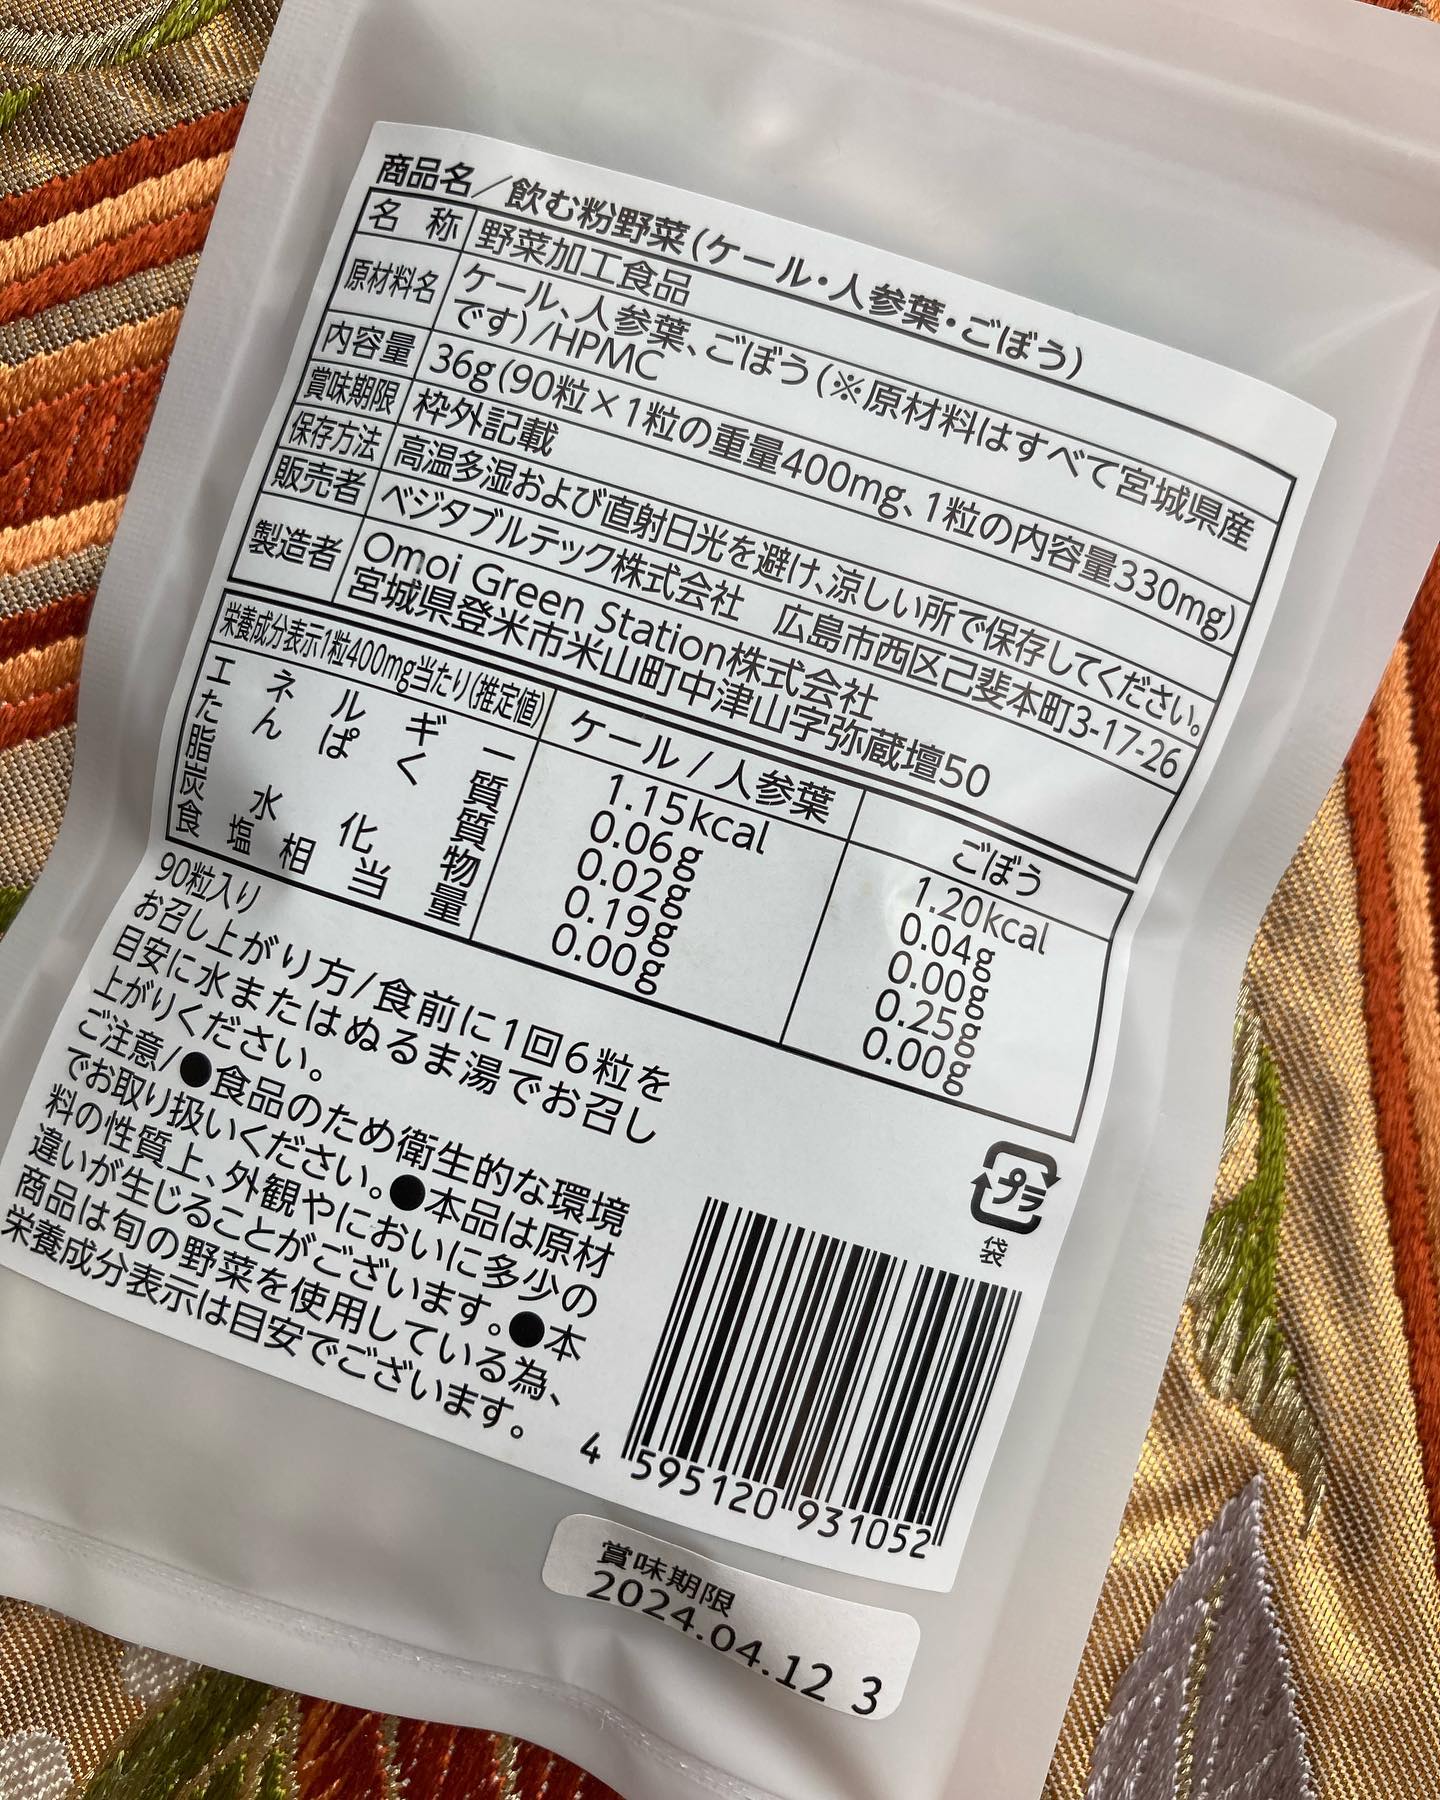 商品名／飲む粉野菜(ケール・人参葉・ごぼう)
名称 野菜加工食品
原材料名 ケール、人参葉、ごぼう(※原材料はすべて宮城県産
です)/HPMC
内容量 36g(90粒×1粒の重量400mg、1粒の内容量330mg)
賞味期限 枠外記載
保存方法 高温多湿および直射日光を避け、涼しい所で保存してください。
販売者 ベジタブルテック株式会社 広島市西区己斐本町3-17-26
製造者 Omoi Green Station株式会社
宮城県登米市米山町中津山字弥蔵壇50
栄養成分表示1粒400mg当たり(推定値) ケール/人参葉 ごぼう
エネルギー 1.15kcal 1.20kcal
たんぱく質 0.06g 0.04g
脂質 0.02g 0.00g
炭水化物 0.19g 0.25g
食塩相当量 0.00g 0.00g
90粒入り
お召し上がり方/食前に1回6粒を
目安に水またはぬるま湯でお召し
上がりください。
ご注意/●食品のため衛生的な環境
でお取り扱いください。●本品は原材
料の性質上、外観やにおいに多少の
違いが生じることがございます。●本
商品は旬の野菜を使用している為、
栄養成分表示は目安でございます。
プラ
袋
4 595120 931052
賞味期限
2024.04.12 3